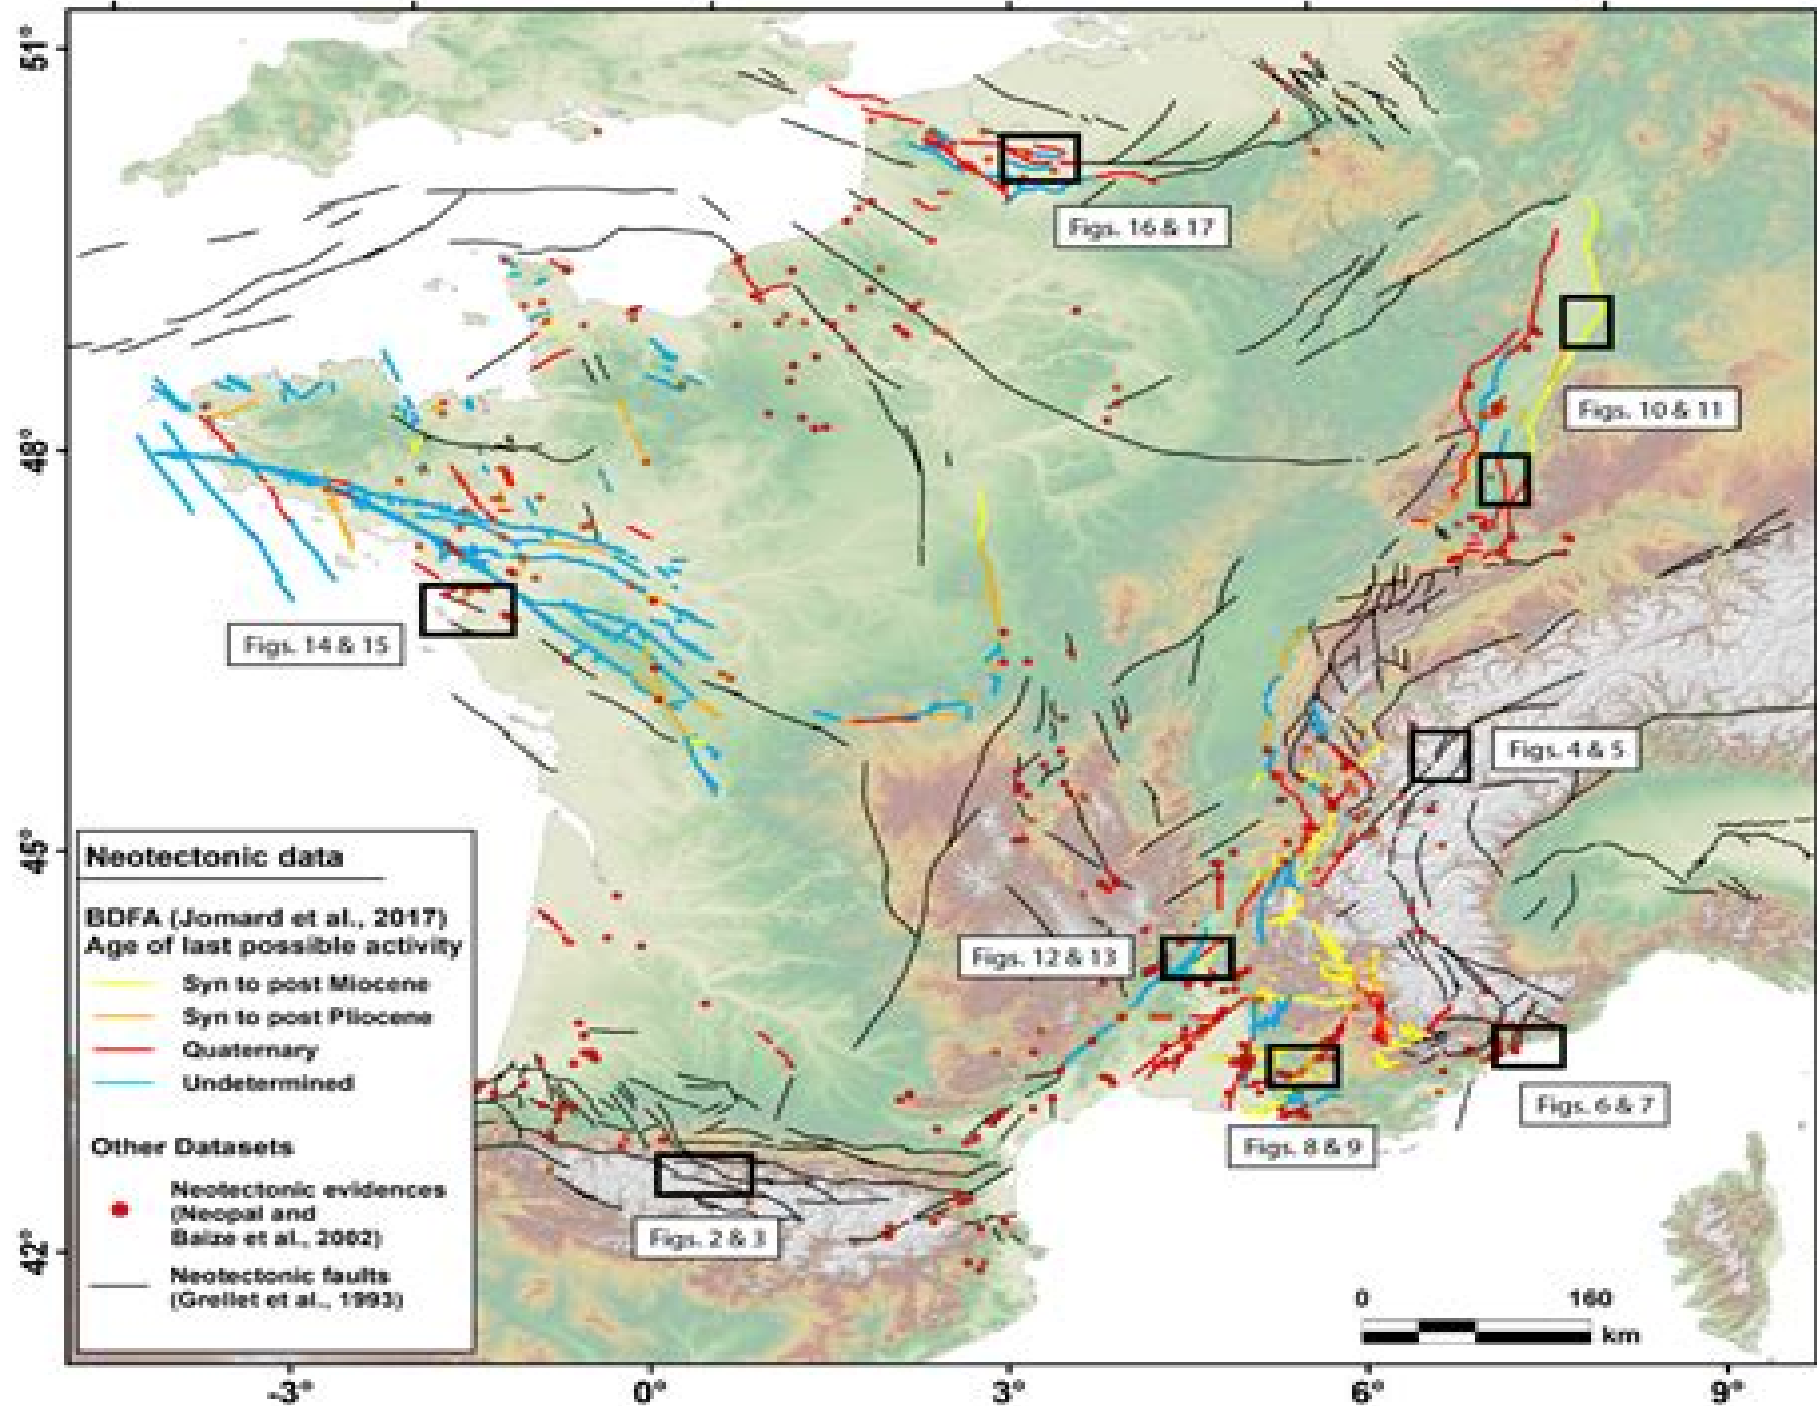 51°
48°
45°
42°
Figs. 16 & 17
Figs. 10 & 11
Figs. 14 & 15
Figs. 4 & 5
Figs. 12 & 13
Figs. 6 & 7
Figs. 8 & 9
Figs. 2 & 3
Neotectonic data
BDFA (Jomard et al., 2017)
Age of last possible activity
Syn to post Miocene
Syn to post Pliocene
Quaternary
Undetermined
Other Datasets
Neotectonic evidences
(Neopal and
Baize et al., 2002)
Neotectonic faults
(Grellet et al., 1993)
0 160
km
-3° 0° 3° 6° 9°